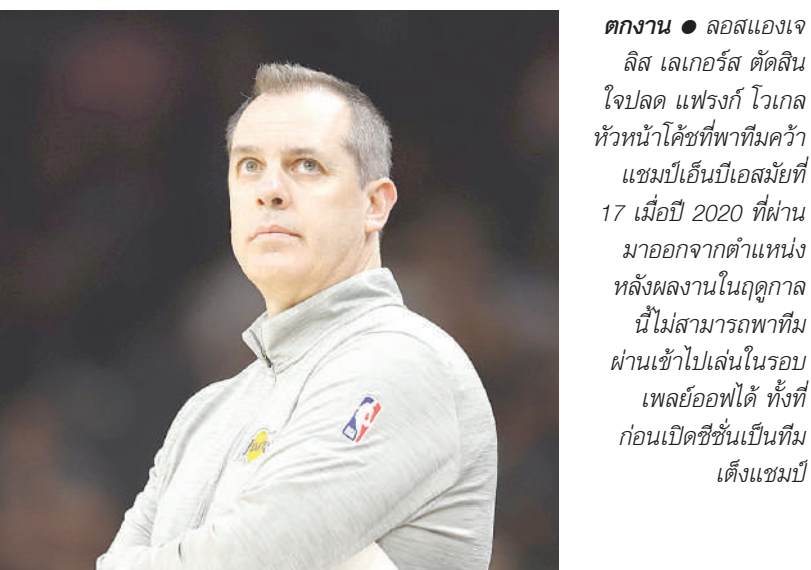 ตกงาน ● ลอสแองเจ
ลิส เลเกอร์ส ตัดสิน
ใจปลด แฟรงก์ โวเกล
หัวหน้าโค้ชที่พาทีมคว้า
แชมป์เอ็นบีเอสมัยที่
17 เมื่อปี 2020 ที่ผ่าน
มาออกจากตำแหน่ง
หลังผลงานในฤดูกาล
นี้ไม่สามารถพาทีม
ผ่านเข้าไปเล่นในรอบ
เพลย์ออฟได้ ทั้งที่
ก่อนเปิดซีซั่นเป็นทีม
เต็งแชมป์